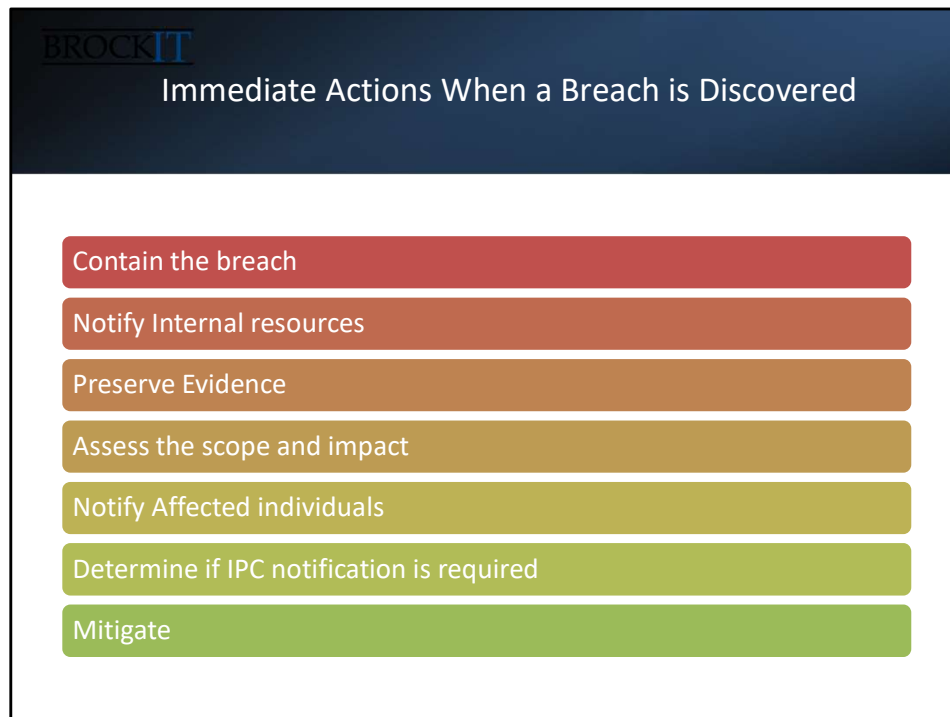 BROCKIT
Immediate Actions When a Breach is Discovered
Contain the breach
Notify Internal resources
Preserve Evidence
Assess the scope and impact
Notify Affected individuals
Determine if IPC notification is required
Mitigate